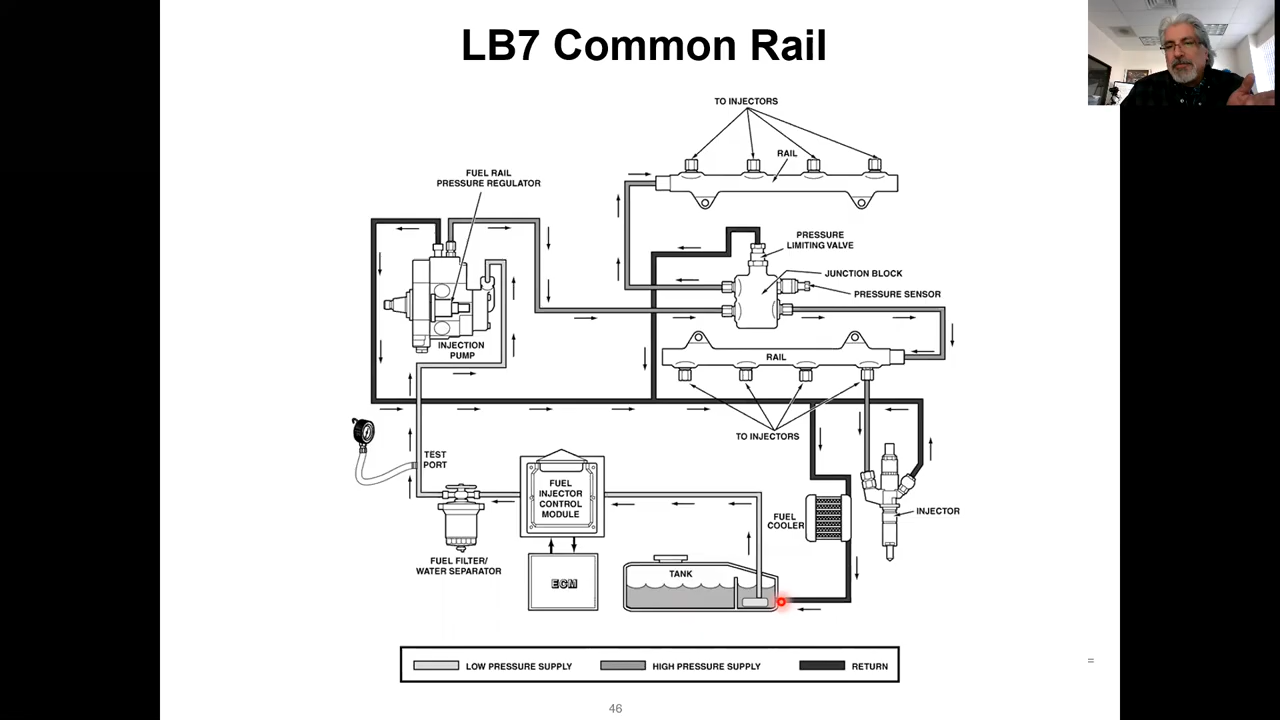 LB7 Common Rail
TO INJECTORS
RAIL
FUEL RAIL
PRESSURE REGULATOR
PRESSURE
LIMITING VALVE
JUNCTION BLOCK
PRESSURE SENSOR
INJECTION
PUMP
RAIL
TO INJECTORS
TEST
PORT
FUEL
INJECTOR
CONTROL
MODULE
FUEL
COOLER
INJECTOR
FUEL FILTER/
WATER SEPARATOR
ECM
TANK
LOW PRESSURE SUPPLY
HIGH PRESSURE SUPPLY
RETURN
=
46